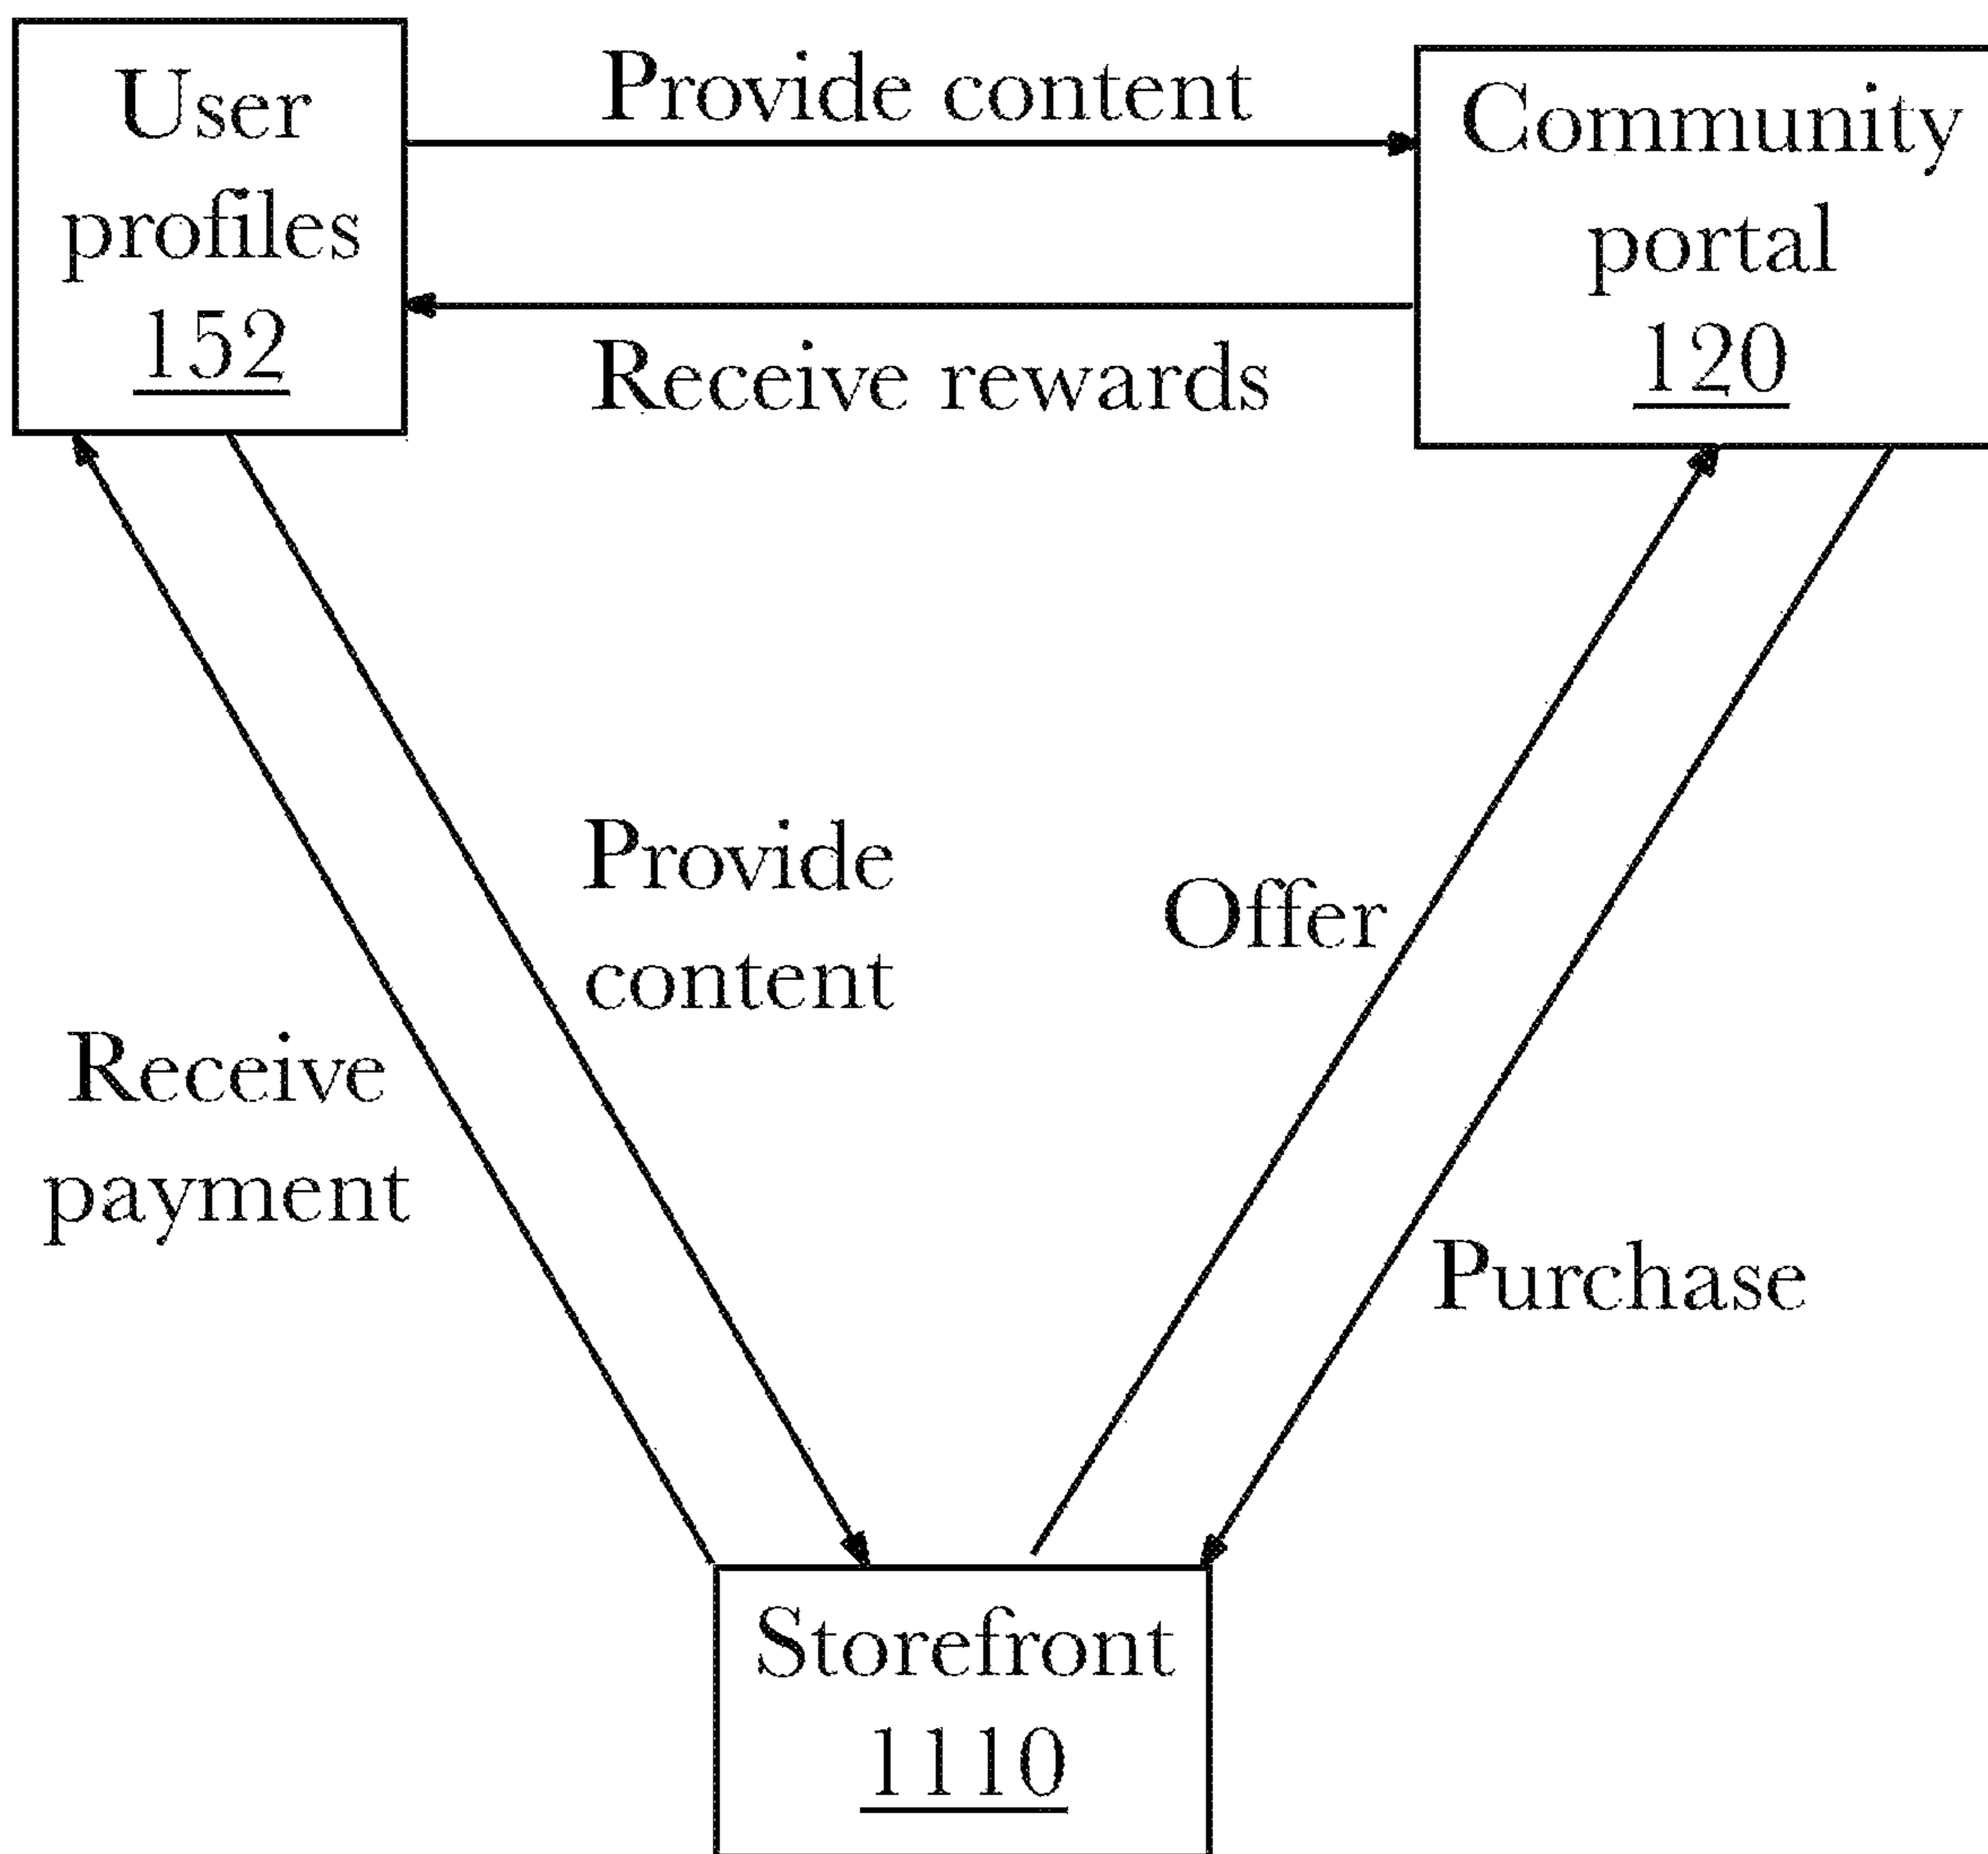 User
profiles
152
Provide content
Receive rewards
Community
portal
120
Provide
content
Offer
Receive
payment
Purchase
Storefront
1110